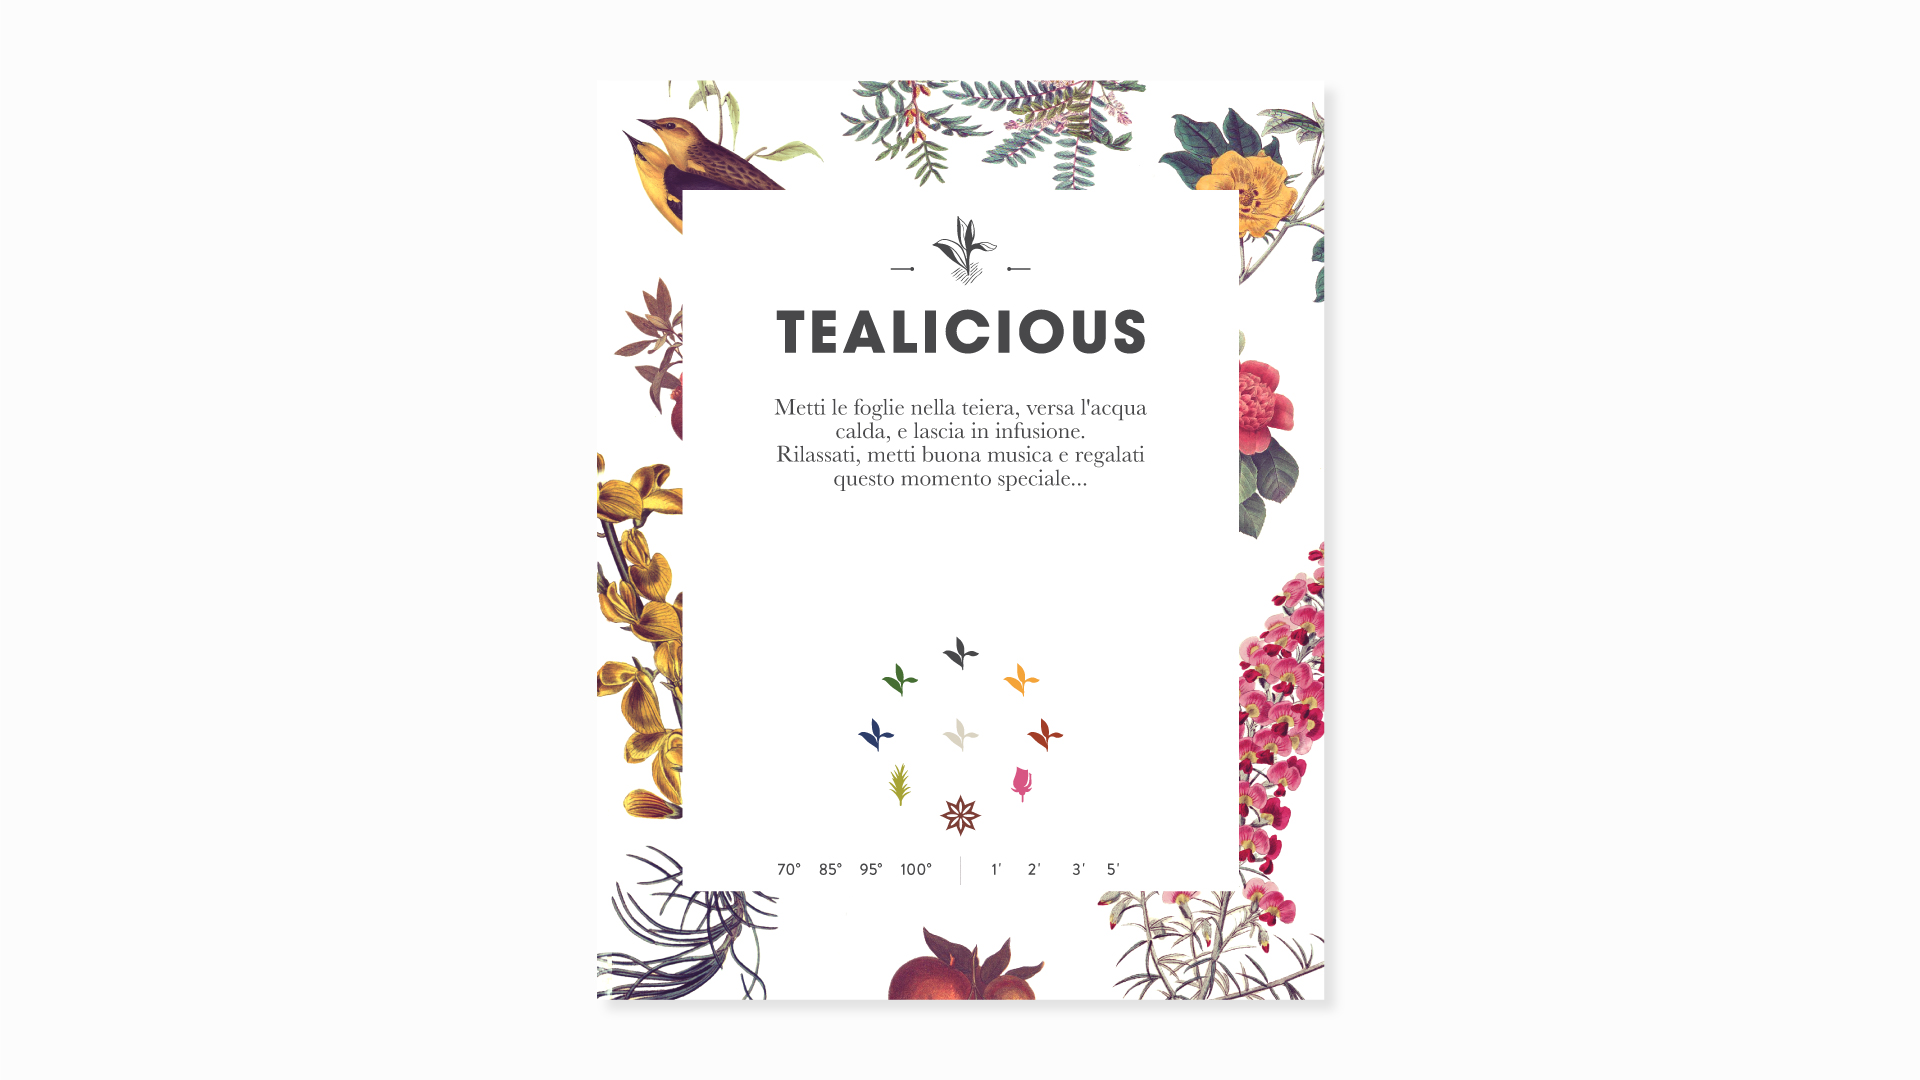 TEALICIOUS
Metti le foglie nella teiera, versa l'acqua
calda, e lascia in infusione.
Rilassati, metti buona musica e regalati
questo momento speciale...
70° 85° 95° 100° 1' 2' 3' 5'